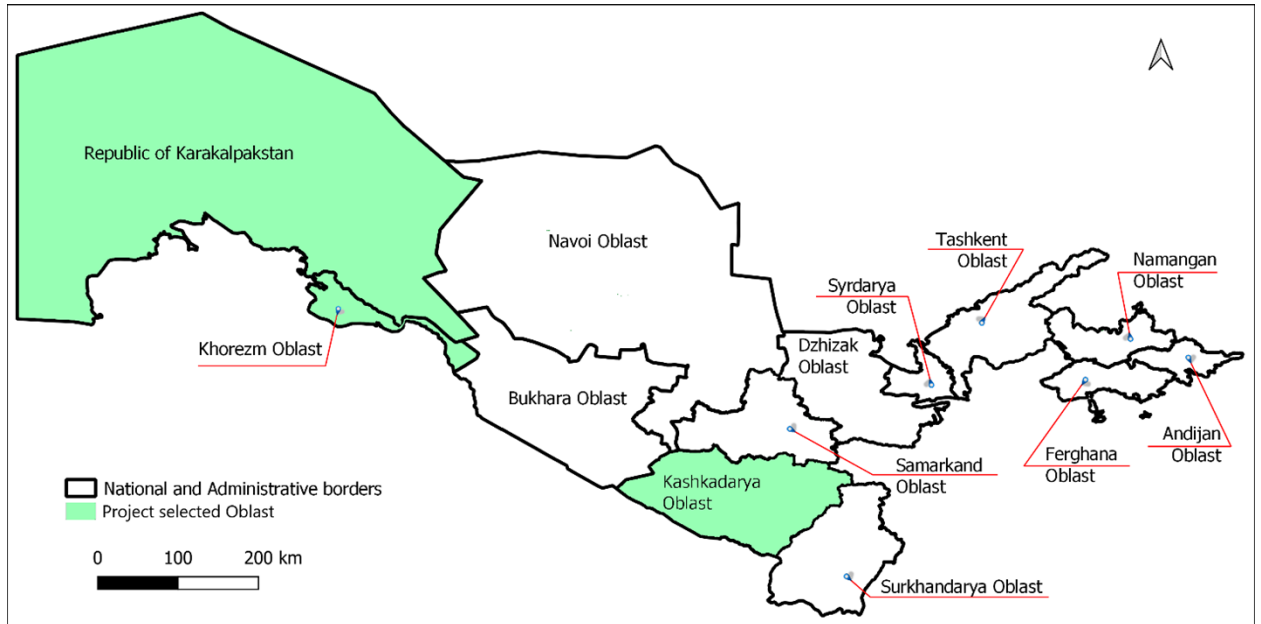 Republic of Karakalpakstan
Navoi Oblast
Tashkent
Oblast
Namangan
Oblast
Syrdarya
Oblast
Khorezm Oblast
Dzhizak
Oblast
Bukhara Oblast
Andijan
Oblast
Samarkand
Oblast
Ferghana
Oblast
Kashkadarya
Oblast
Surkhandarya Oblast
National and Administrative borders
Project selected Oblast
0 100 200 km